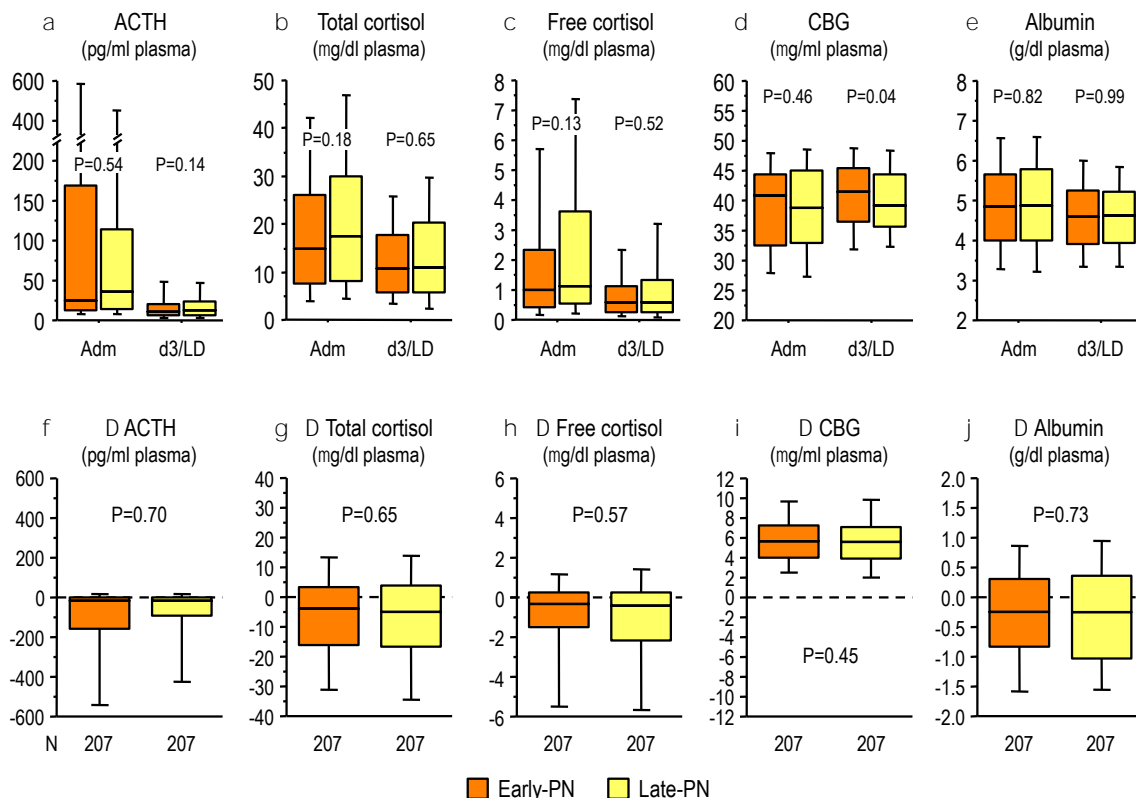 a ACTH
(pg/ml plasma)
b Total cortisol
(mg/dl plasma)
c Free cortisol
(mg/dl plasma)
d CBG
(mg/ml plasma)
e Albumin
(g/dl plasma)
600
400
200
150
100
50
0
P=0.54
P=0.14
Adm
d3/LD
50
40
30
20
10
0
P=0.18
P=0.65
Adm
d3/LD
8
7
6
5
4
3
2
1
0
P=0.13
P=0.52
Adm
d3/LD
60
55
50
45
40
35
30
25
20
P=0.46
P=0.04
Adm
d3/LD
8
7
6
5
4
3
2
P=0.82
P=0.99
Adm
d3/LD
f D ACTH
(pg/ml plasma)
g D Total cortisol
(mg/dl plasma)
h D Free cortisol
(mg/dl plasma)
i D CBG
(mg/ml plasma)
j D Albumin
(g/dl plasma)
600
400
200
0
-200
-400
-600
P=0.70
40
30
20
10
0
-10
-20
-30
-40
P=0.65
6
4
2
0
-2
-4
-6
P=0.57
12
10
8
6
4
2
0
-2
-4
-6
-8
-10
-12
P=0.45
2.0
1.5
1.0
0.5
0.0
-0.5
-1.0
-1.5
-2.0
P=0.73
N 207 207 207 207 207 207 207 207 207 207
Early-PN Late-PN